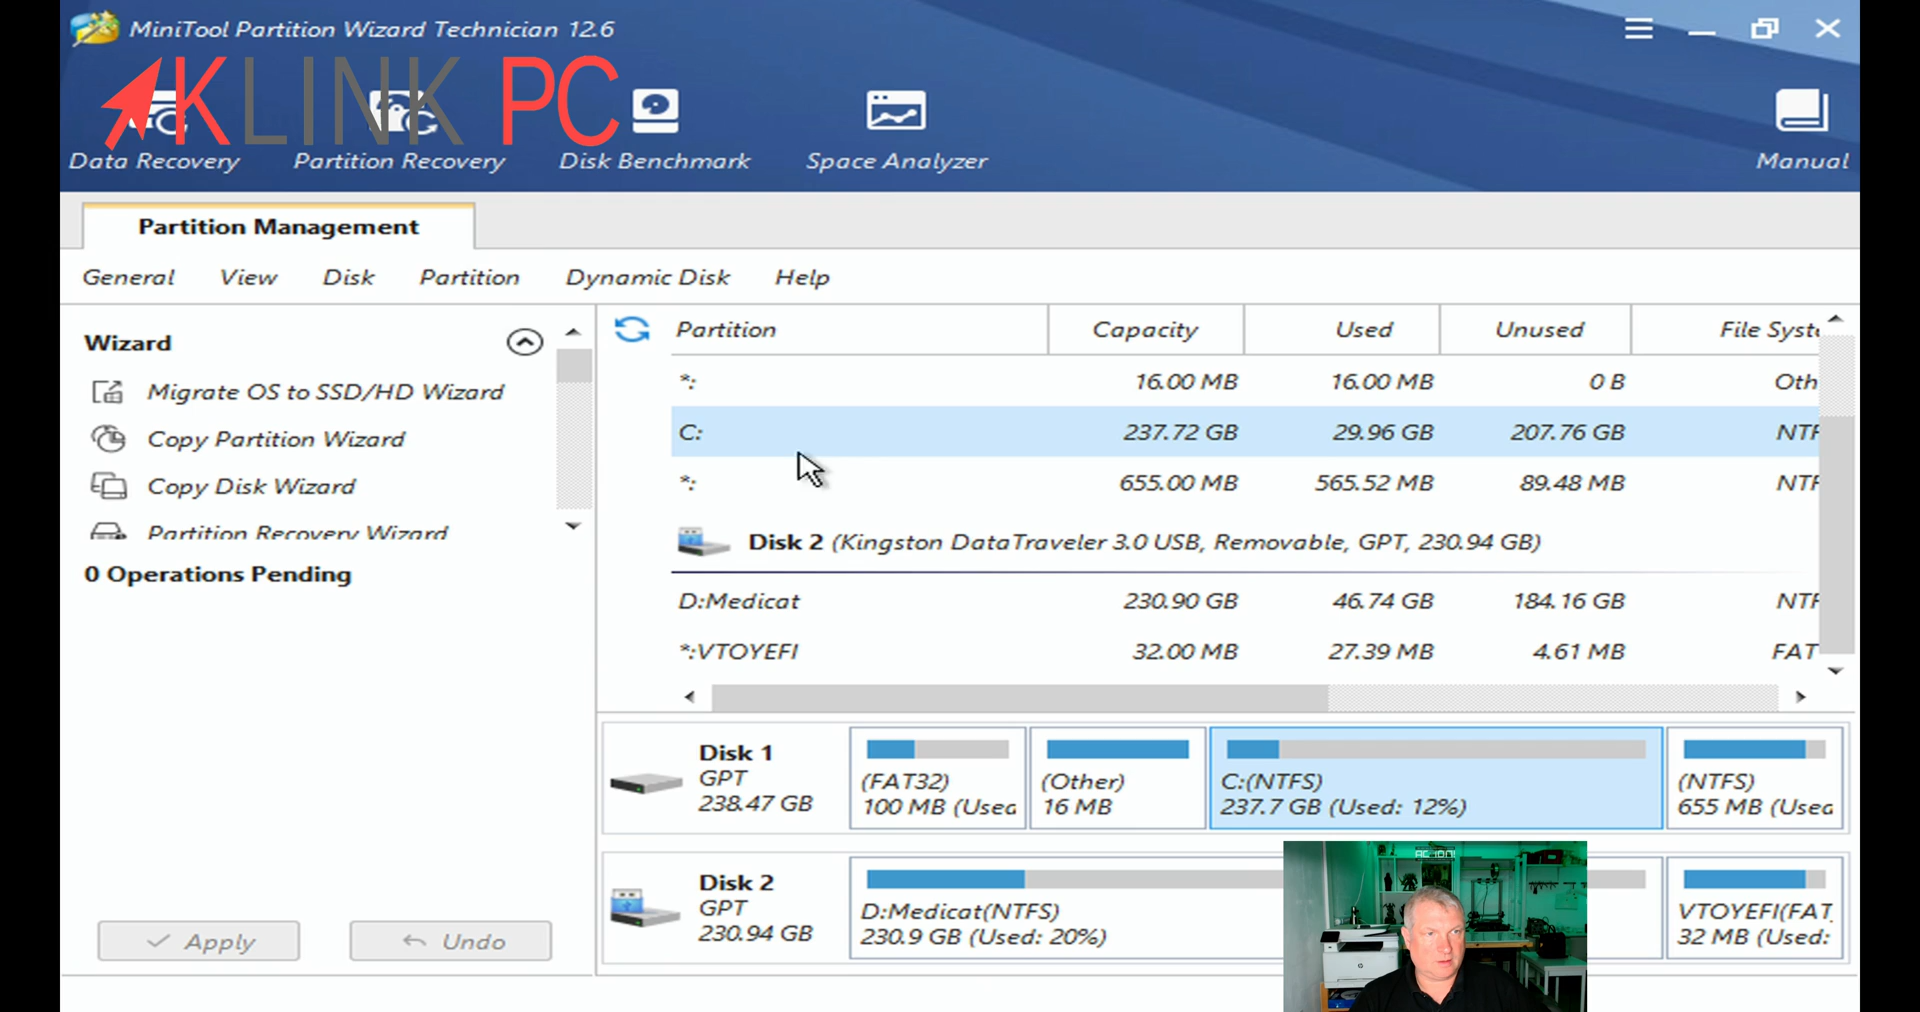 MiniTool Partition Wizard Technician 12.6
KLINK PC
Data Recovery
Partition Recovery
Disk Benchmark
Space Analyzer
Manual
Partition Management
General View Disk Partition Dynamic Disk Help
Wizard
Migrate OS to SSD/HD Wizard
Copy Partition Wizard
Copy Disk Wizard
Partition Recovery Wizard
0 Operations Pending
Apply
Undo
Partition Capacity Used Unused File Syste
*: 16.00 MB 16.00 MB 0 B Oth
C: 237.72 GB 29.96 GB 207.76 GB NTF
*: 655.00 MB 565.52 MB 89.48 MB NTF
Disk 2 (Kingston DataTraveler 3.0 USB, Removable, GPT, 230.94 GB)
D:Medicat 230.90 GB 46.74 GB 184.16 GB NTF
*:VTOYEFI 32.00 MB 27.39 MB 4.61 MB FAT
Disk 1
GPT
238.47 GB
(FAT32)
100 MB (Used
(Other)
16 MB
C:(NTFS)
237.7 GB (Used: 12%)
(NTFS)
655 MB (Used
Disk 2
GPT
230.94 GB
D:Medicat(NTFS)
230.9 GB (Used: 20%)
VTOYEFI(FAT
32 MB (Used: